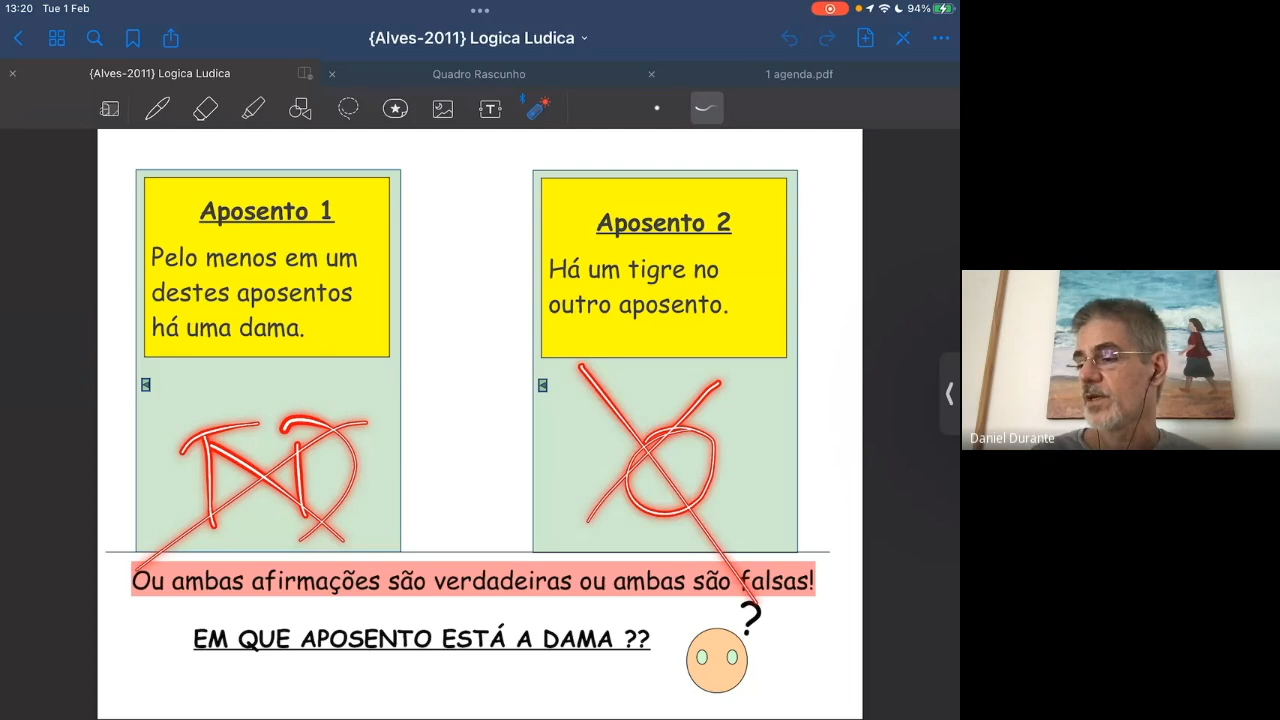 13:20 Tue 1 Feb
94%
{Alves-2011} Logica Ludica
{Alves-2011} Logica Ludica
Quadro Rascunho
1 agenda.pdf
T
Aposento 1
Pelo menos em um
destes aposentos
há uma dama.
Aposento 2
Há um tigre no
outro aposento.
Ou ambas afirmações são verdadeiras ou ambas são falsas!
EM QUE APOSENTO ESTÁ A DAMA ??
?
Daniel Durante